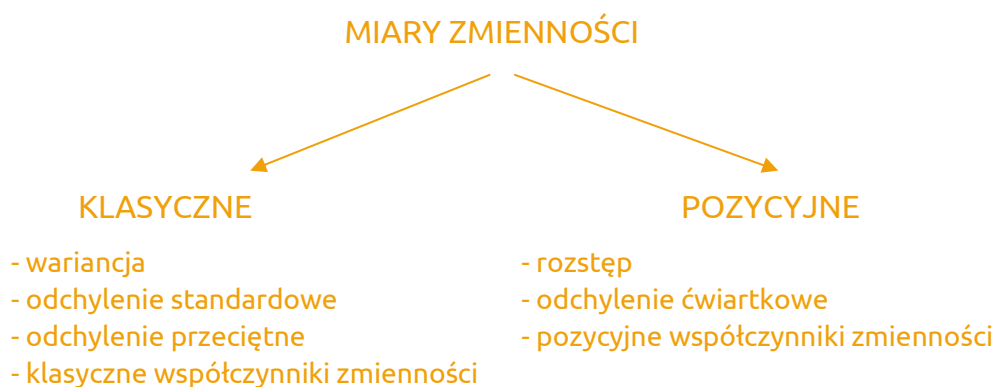 MIARY ZMIENNOŚCI
KLASYCZNE
- wariancja
- odchylenie standardowe
- odchylenie przeciętne
- klasyczne współczynniki zmienności
POZYCYJNE
- rozstęp
- odchylenie ćwiartkowe
- pozycyjne współczynniki zmienności